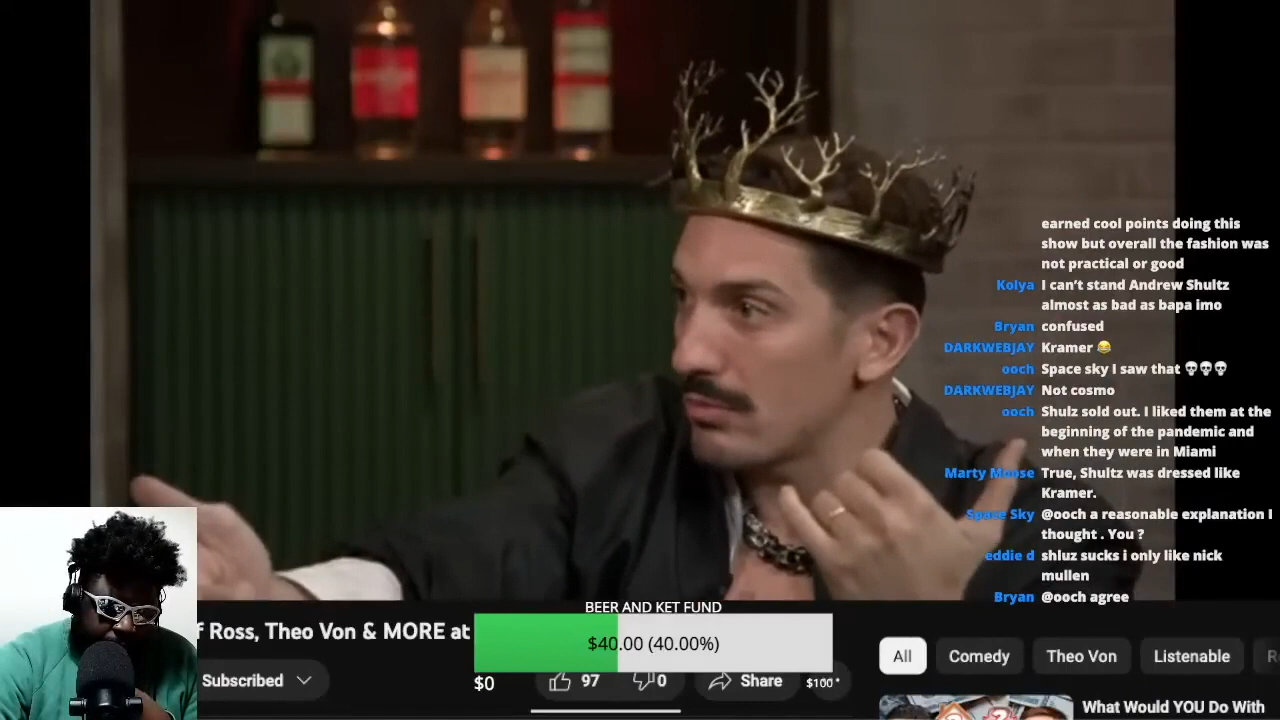 earned cool points doing this
show but overall the fashion was
not practical or good
Kolya I can't stand Andrew Shultz
almost as bad as bapa imo
Bryan confused
DARKWEBJAY Kramer 😂
ooch Space sky I saw that 💀💀💀
DARKWEBJAY Not cosmo
ooch Shulz sold out. I liked them at the
beginning of the pandemic and
when they were in Miami
Marty Moose True, Shultz was dressed like
Kramer.
Space Sky @ooch a reasonable explanation I
thought . You ?
eddie d shluz sucks i only like nick
mullen
Bryan @ooch agree
BEER AND KET FUND
f Ross, Theo Von & MORE at
$40.00 (40.00%)
All Comedy Theo Von Listenable
Subscribed
$0
97
0
Share
$100*
What Would YOU Do With